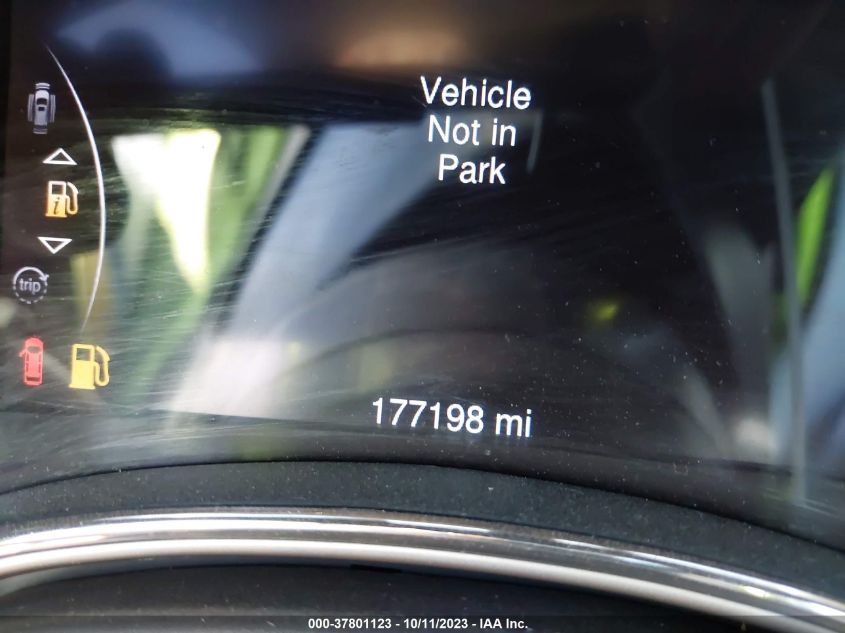 Vehicle
Not in
Park
trip
177198 mi
000-37801123 - 10/11/2023 - IAA Inc.